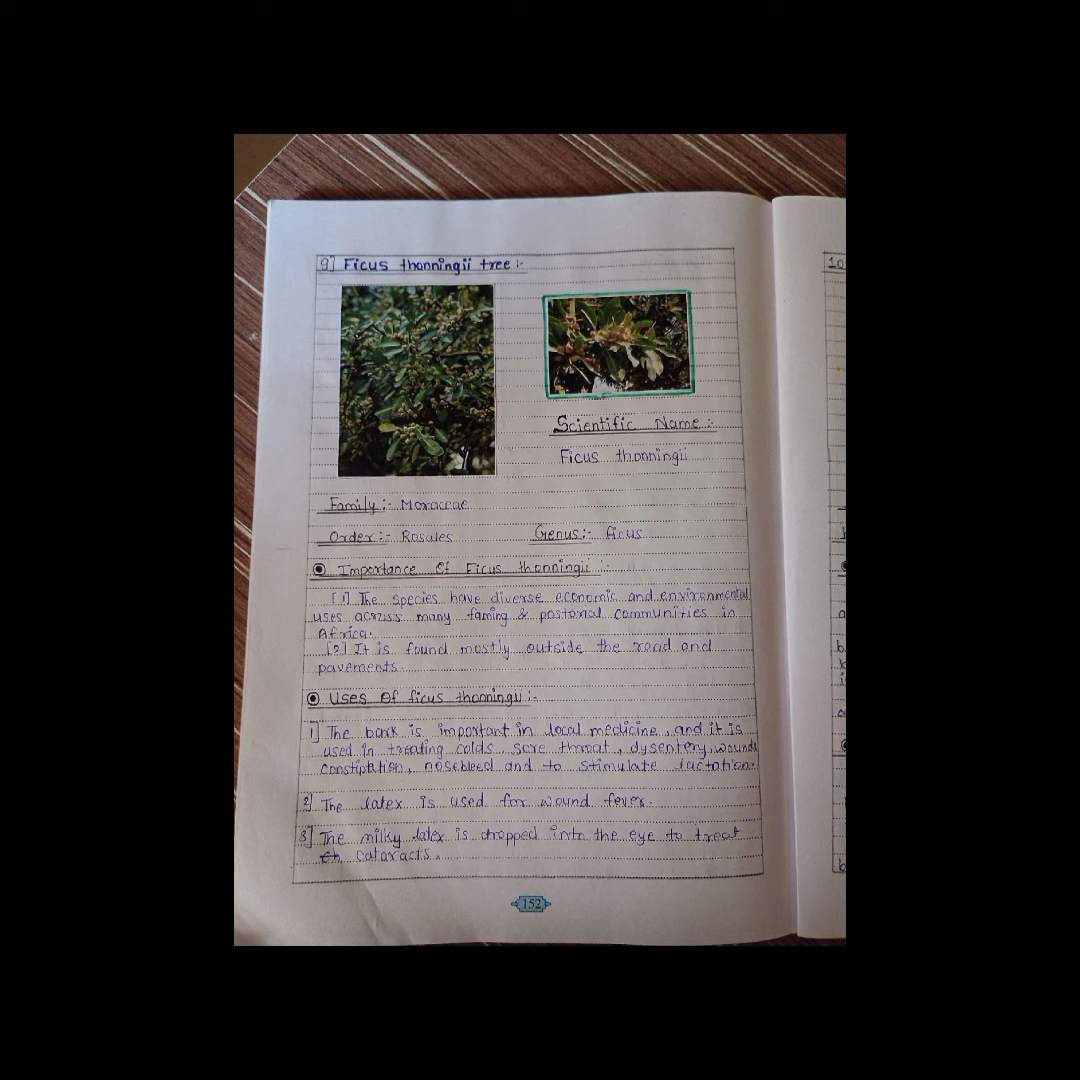 9] Ficus thonningii tree :-
Scientific Name :-
Ficus thonningii
Family :- Moraceae
Order :- Rosales Genus :- ficus
Importance Of Ficus thonningii :-
[1] The species have diverse economic and environmental
uses across many faming & postorial communities in
Africa.
[2] It is found mostly outside the road and
pavements.
Uses Of ficus thonningii :-
1] The bark is important in local medicine, and it is
used in treating colds, sore throat, dysentery, wounds
constipation, nosebleed and to stimulate lactation.
2] The latex is used for wound fever.
3] The milky latex is dropped into the eye to treat
cataracts.
152
10